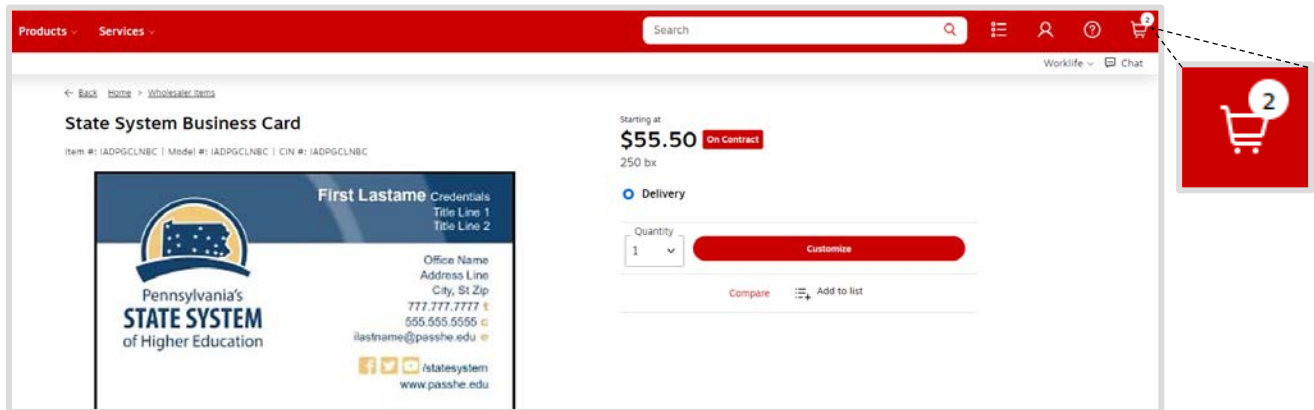 Products Services Search 2
Worklife Chat
← Back Home > Wholesaler Items
State System Business Card
Item #: IADPGCLNBC | Model #: IADPGCLNBC | CIN #: IADPGCLNBC
First Lastame Credentials
Title Line 1
Title Line 2
Office Name
Address Line
City, St Zip
777.777.7777 t
555.555.5555 c
ilastname@passhe.edu e
/statesystem
www.passhe.edu
Pennsylvania's
STATE SYSTEM
of Higher Education
Starting at
$55.50 On Contract
250 bx
Delivery
Quantity
1 Customize
Compare Add to list
2